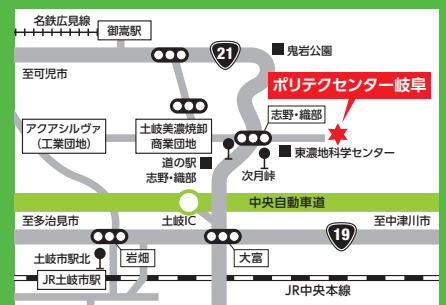 名鉄広見線
御嵩駅
21
鬼岩公園
至可児市
ポリテクセンター岐阜
志野・織部
アクアシルヴァ
(工業団地)
土岐美濃焼卸
商業団地
東濃地科学センター
道の駅
志野・織部
次月峠
中央自動車道
至多治見市
土岐IC
至中津川市
19
土岐市駅北
岩畑
大富
JR土岐市駅
JR中央本線